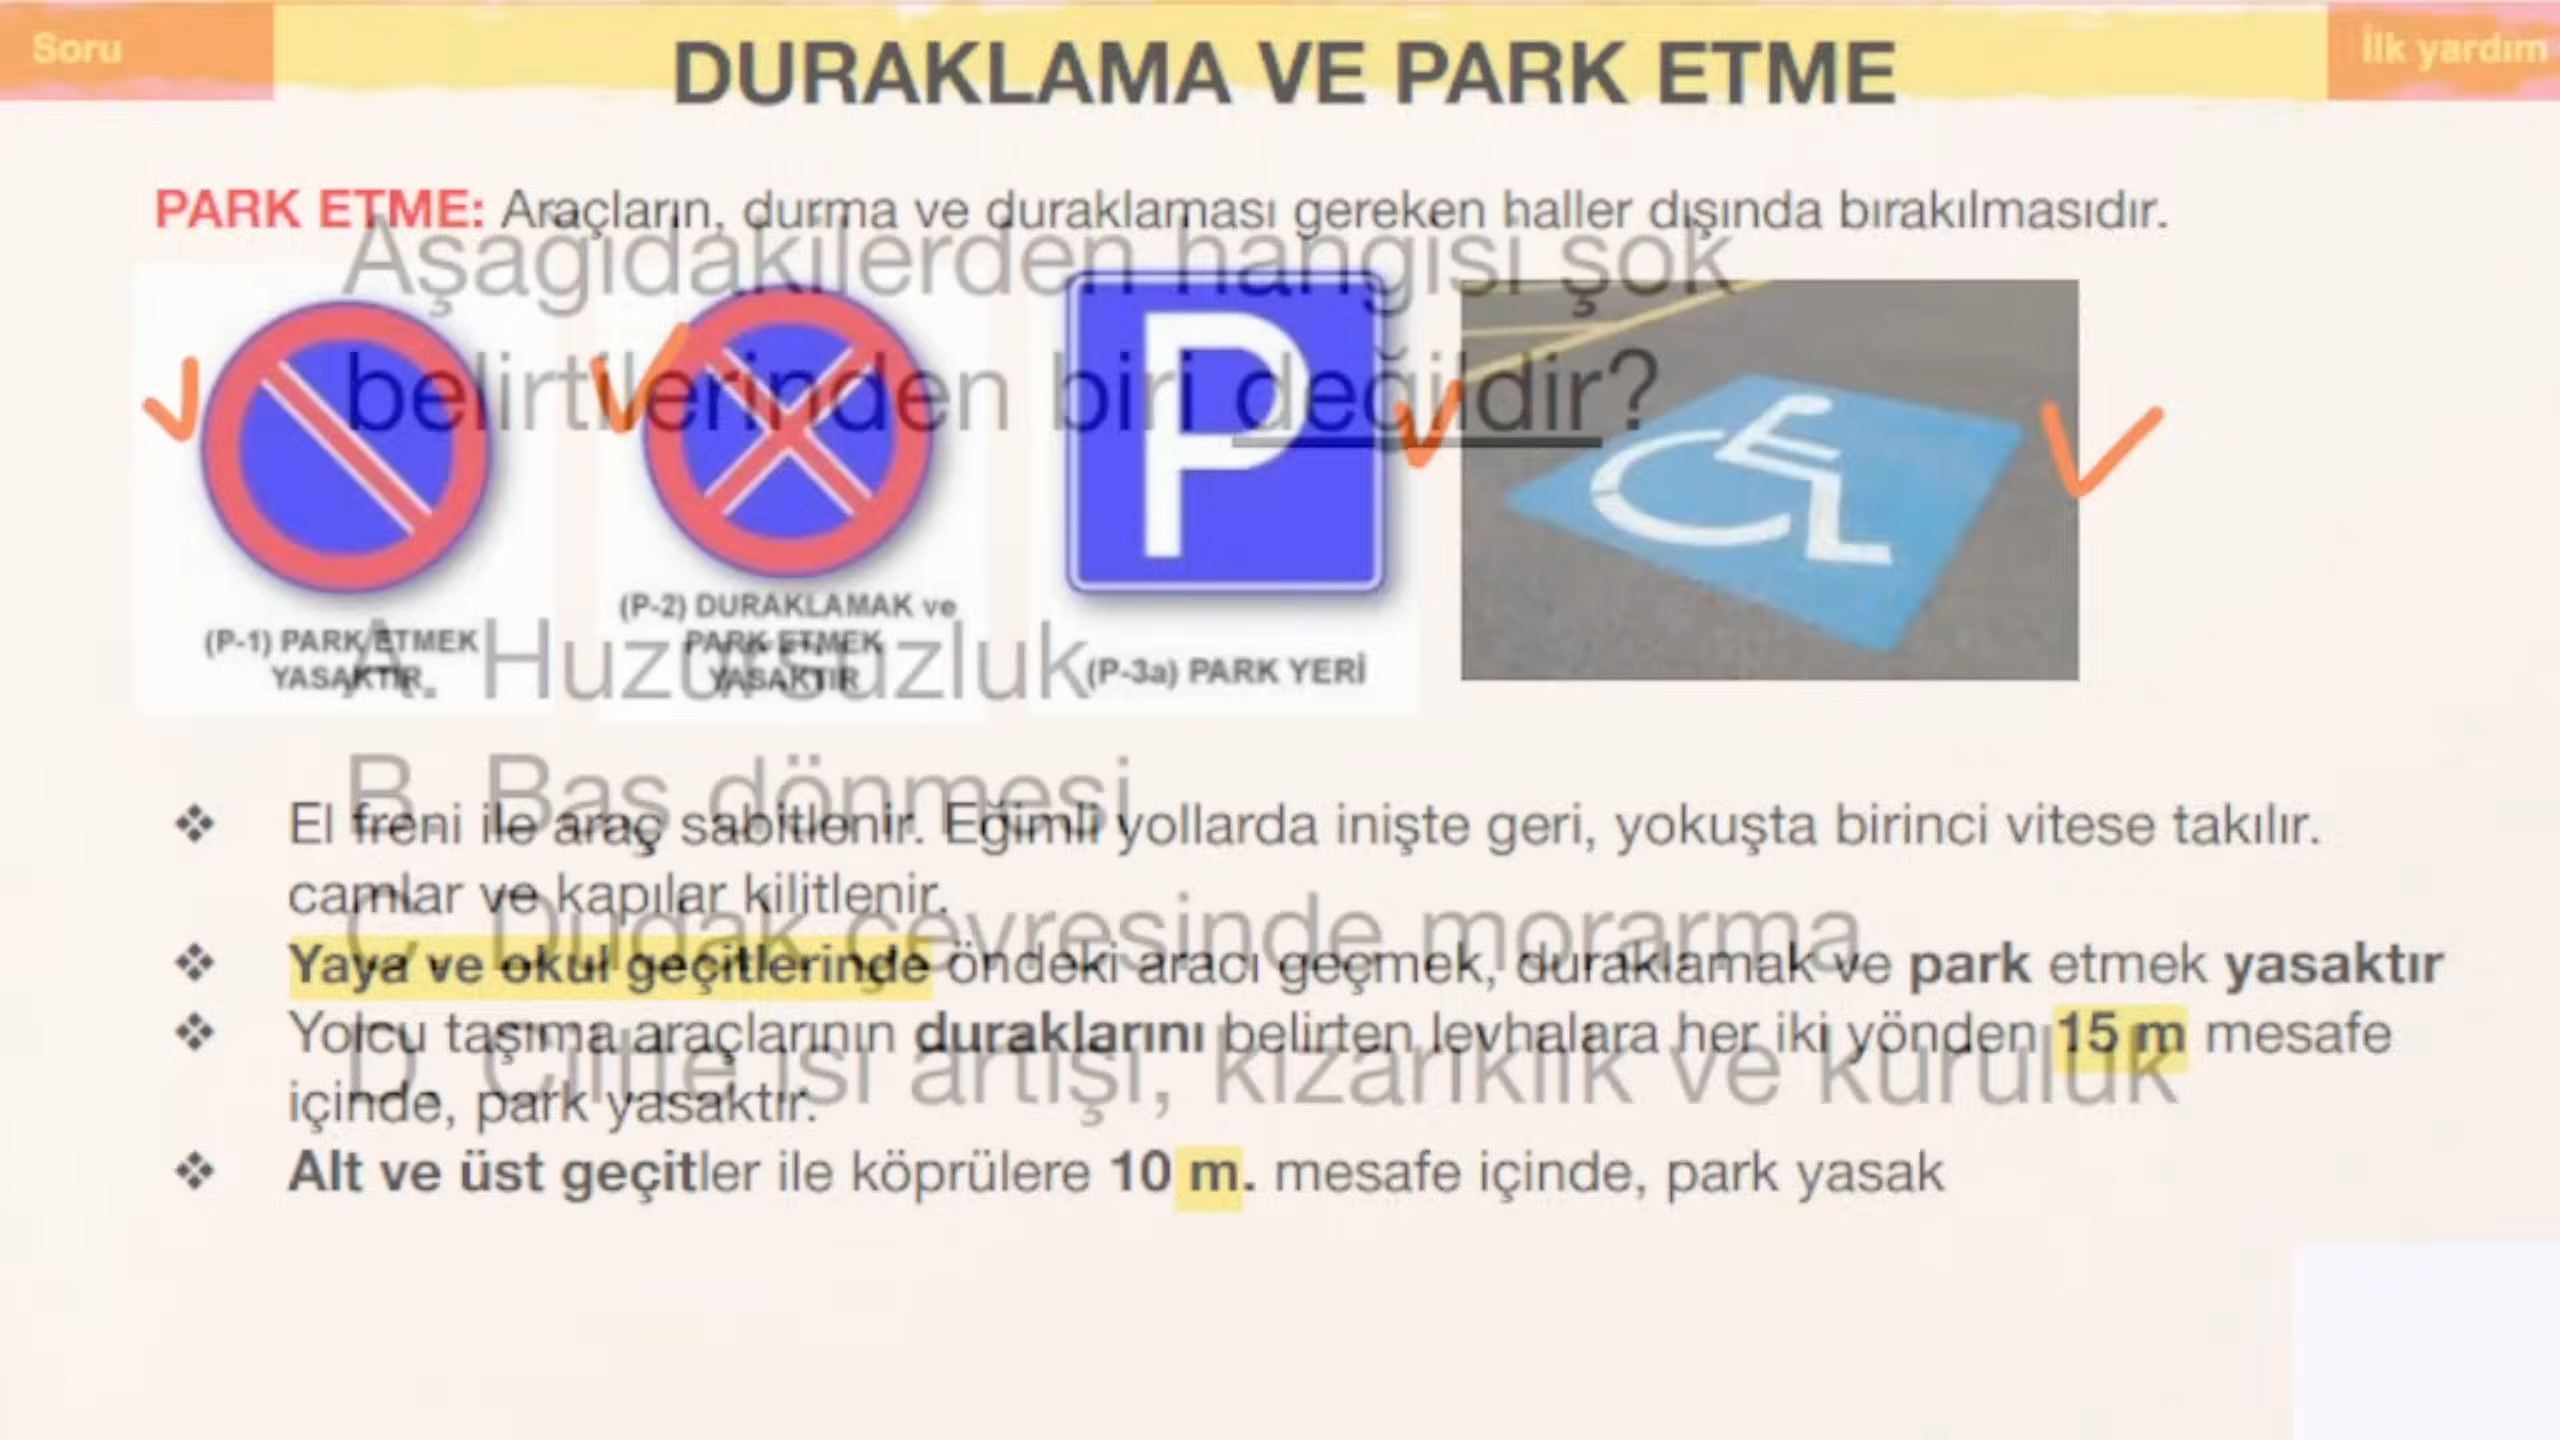 Soru
DURAKLAMA VE PARK ETME
İlk yardım
PARK ETME: Araçların, durma ve duraklaması gereken haller dışında bırakılmasıdır.
Aşağıdakilerden hangisi şok
belirtilerinden biri değildir?
P
(P-1) PARK ETMEK
YASAKTIR
(P-2) DURAKLAMAK ve
PARK ETMEK
YASAKTIR
(P-3a) PARK YERİ
A. Huzursuzluk
B. Baş dönmesi
C. Dudak çevresinde morarma
D. Ciltte ısı artışı, kızarıklık ve kuruluk
❖ El freni ile araç sabitlenir. Eğimli yollarda inişte geri, yokuşta birinci vitese takılır.
camlar ve kapılar kilitlenir.
❖ Yaya ve okul geçitlerinde öndeki aracı geçmek, duraklamak ve park etmek yasaktır
❖ Yolcu taşıma araçlarının duraklarını belirten levhalara her iki yönden 15 m mesafe
içinde, park yasaktır.
❖ Alt ve üst geçitler ile köprülere 10 m. mesafe içinde, park yasak